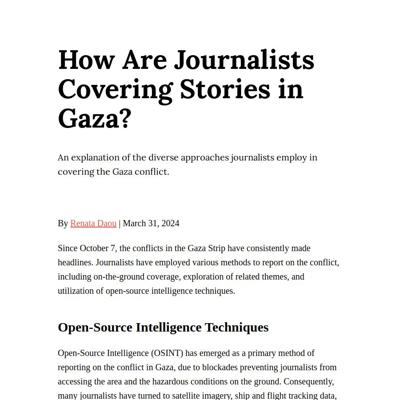 How Are Journalists
Covering Stories in
Gaza?
An explanation of the diverse approaches journalists employ in
covering the Gaza conflict.
By Renata Daou | March 31, 2024
Since October 7, the conflicts in the Gaza Strip have consistently made
headlines. Journalists have employed various methods to report on the conflict,
including on-the-ground coverage, exploration of related themes, and
utilization of open-source intelligence techniques.
Open-Source Intelligence Techniques
Open-Source Intelligence (OSINT) has emerged as a primary method of
reporting on the conflict in Gaza, due to blockades preventing journalists from
accessing the area and the hazardous conditions on the ground. Consequently,
many journalists have turned to satellite imagery, ship and flight tracking data,